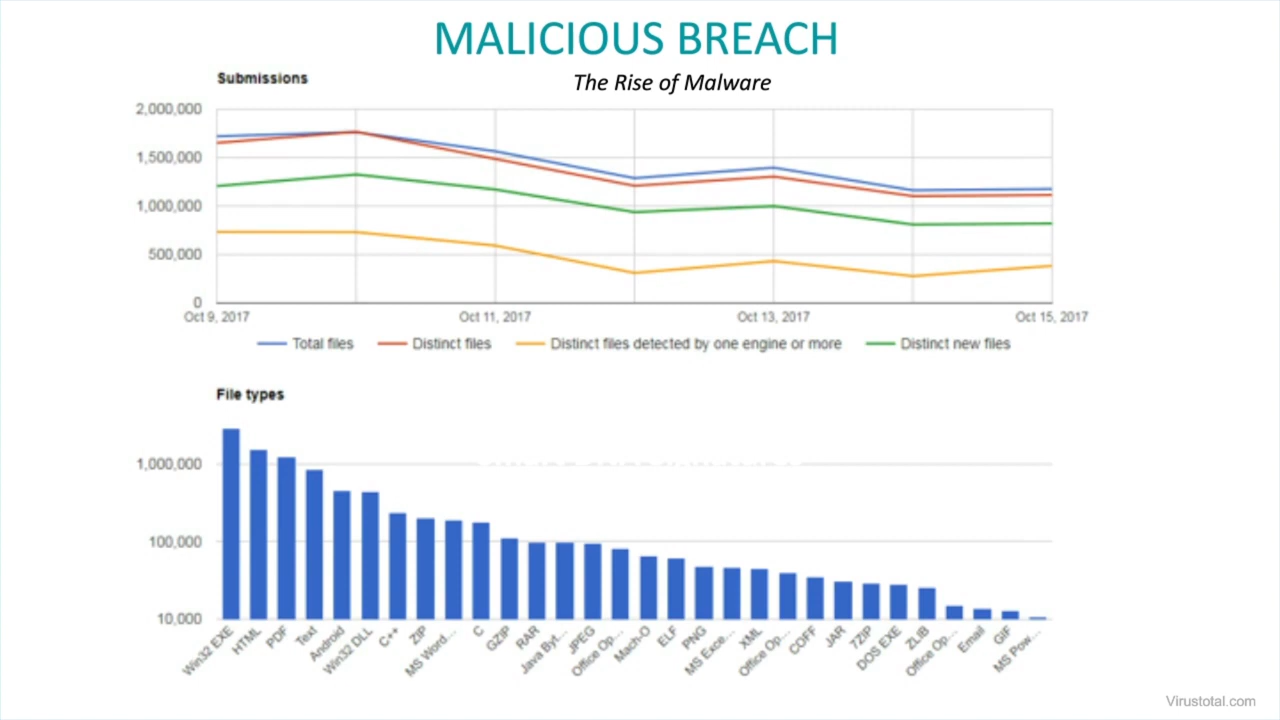 MALICIOUS BREACH
Submissions
The Rise of Malware
2,000,000
1,500,000
1,000,000
500,000
0
Oct 9, 2017 Oct 11, 2017 Oct 13, 2017 Oct 15, 2017
Total files Distinct files Distinct files detected by one engine or more Distinct new files
File types
1,000,000
100,000
10,000
Win32 EXE
HTML
PDF
Text
Android
Win32 DLL
C++
ZIP
MS Word...
C
GZIP
RAR
Java Byt...
JPEG
Office Op...
Mach-O
ELF
PNG
MS Exce...
XML
Office Op...
COFF
JAR
7ZIP
DOS EXE
ZLIB
Office Op...
Email
GIF
MS Pow...
Virustotal.com